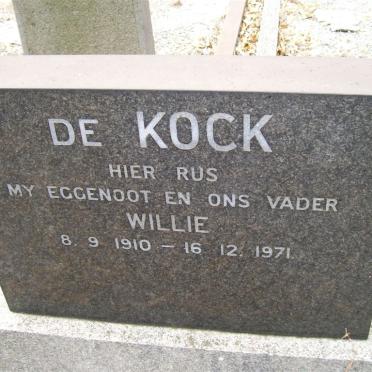 DE KOCK
HIER RUS
MY EGGENOOT EN ONS VADER
WILLIE
8. 9 1910 — 16 12. 1971